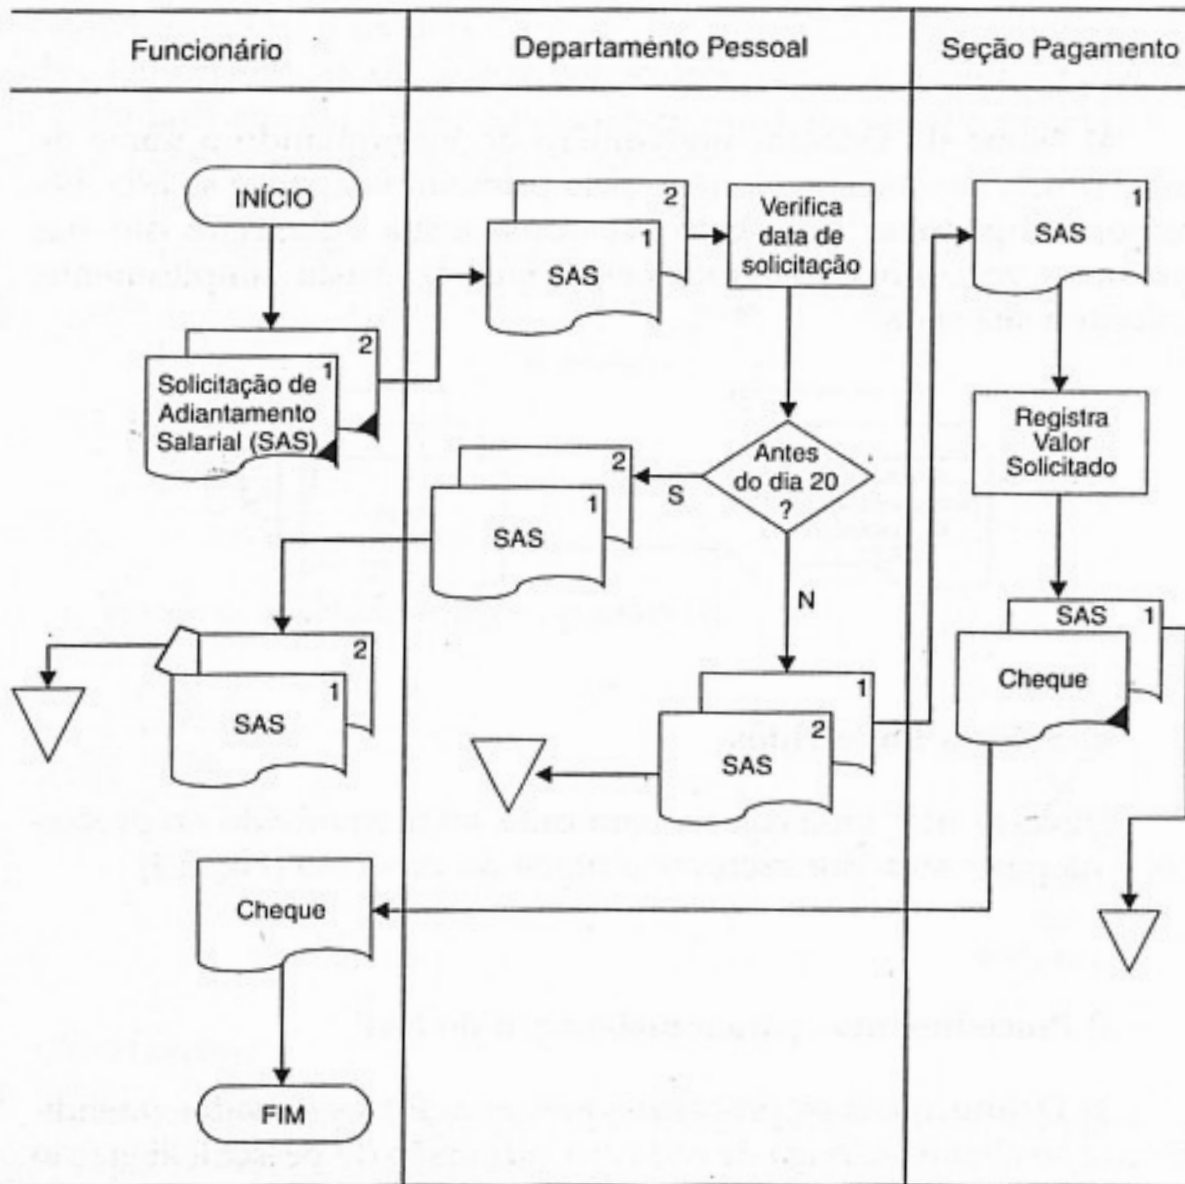 Funcionário
Departamento Pessoal
Seção Pagamento
INÍCIO
2
1
Solicitação de
Adiantamento
Salarial (SAS)
2
1
SAS
Verifica
data de
solicitação
Antes
do dia 20
?
S
N
2
1
SAS
2
1
SAS
1
2
SAS
1
SAS
Registra
Valor
Solicitado
SAS
1
Cheque
Cheque
FIM